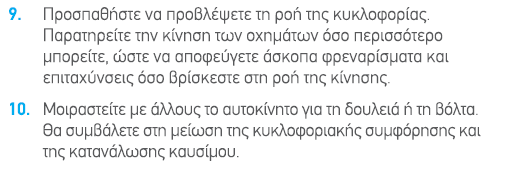 9. Προσπαθήστε να προβλέψετε τη ροή της κυκλοφορίας.
Παρατηρείτε την κίνηση των οχημάτων όσο περισσότερο
μπορείτε, ώστε να αποφεύγετε άσκοπα φρεναρίσματα και
επιταχύνσεις όσο βρίσκεστε στη ροή της κίνησης.
10. Μοιραστείτε με άλλους το αυτοκίνητο για τη δουλειά ή τη βόλτα.
Θα συμβάλετε στη μείωση της κυκλοφοριακής συμφόρησης και
της κατανάλωσης καυσίμου.